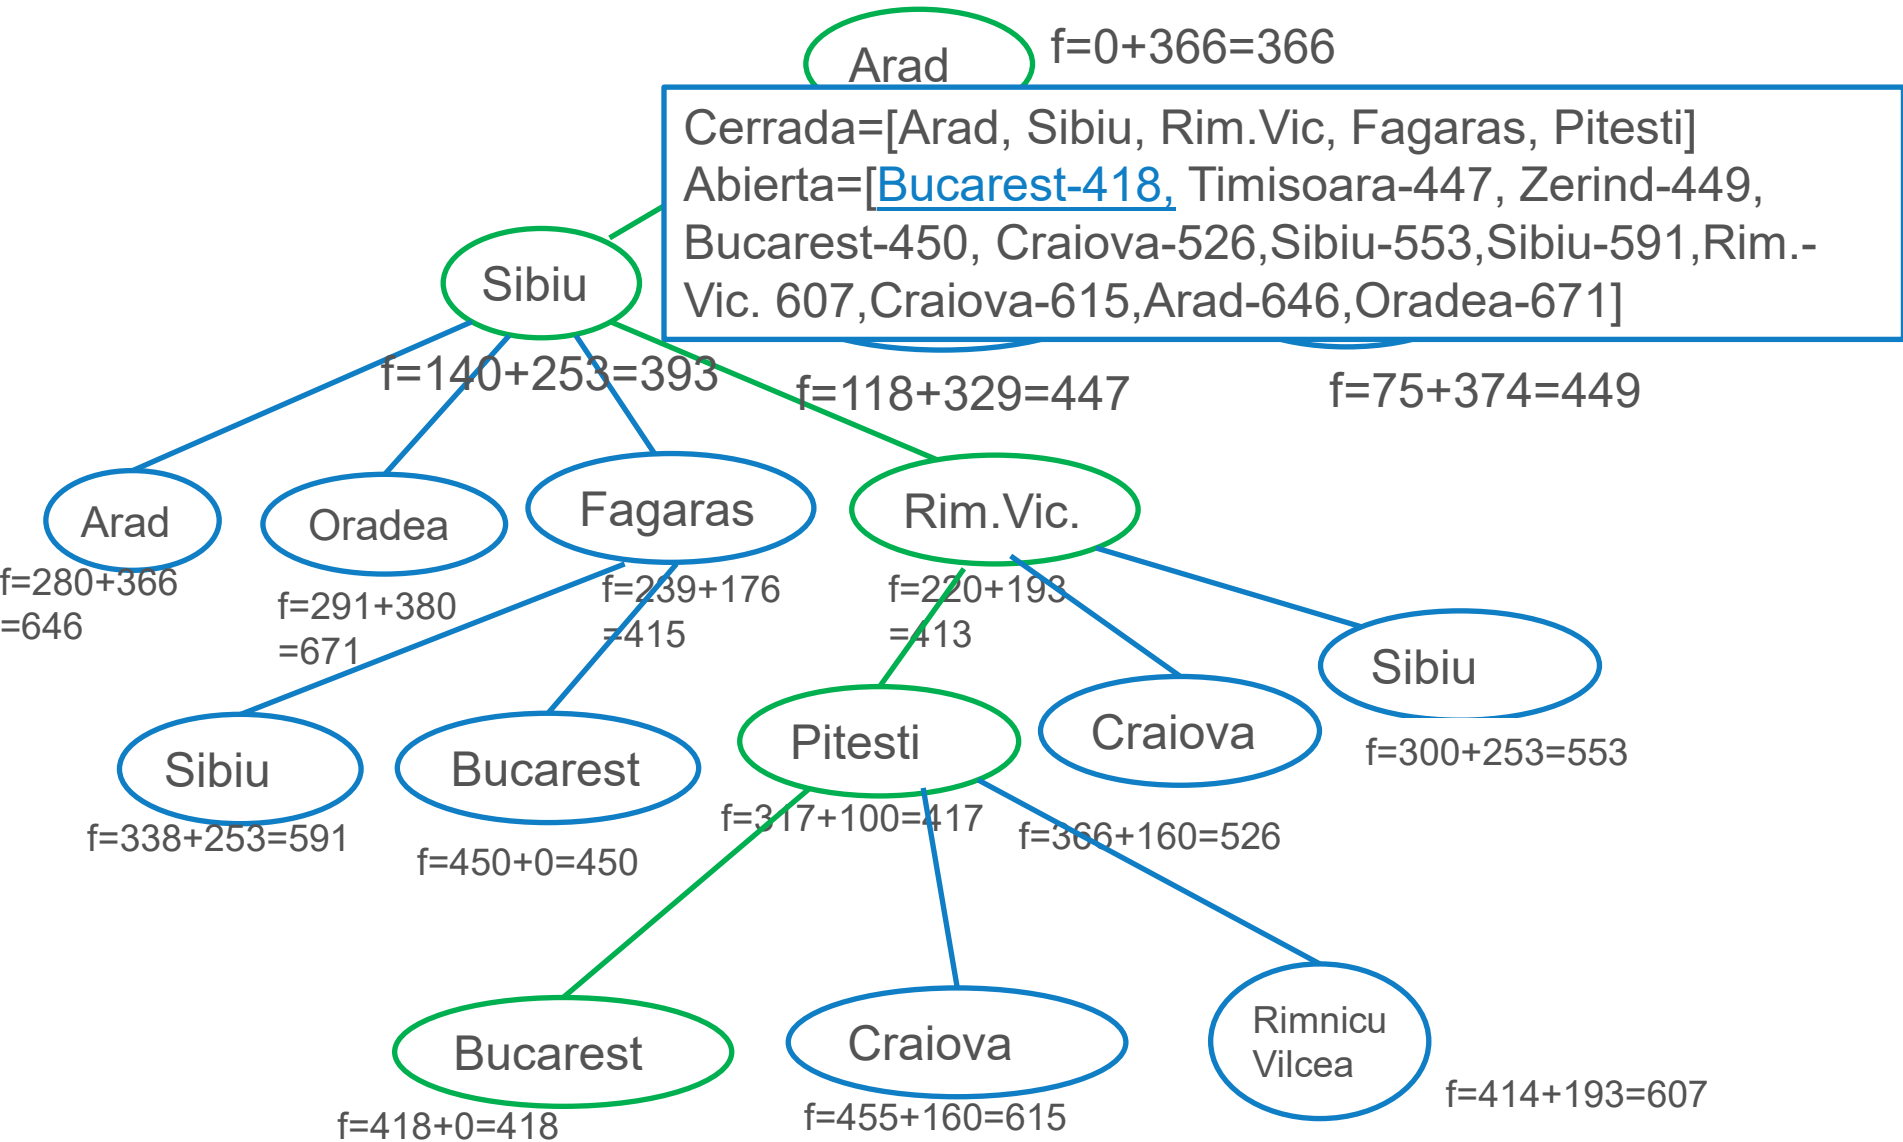 Arad
f=0+366=366
Cerrada=[Arad, Sibiu, Rim.Vic, Fagaras, Pitesti]
Abierta=[Bucarest-418, Timisoara-447, Zerind-449,
Bucarest-450, Craiova-526,Sibiu-553,Sibiu-591,Rim.-
Vic. 607,Craiova-615,Arad-646,Oradea-671]
Sibiu
f=140+253=393
f=118+329=447
f=75+374=449
Arad
Oradea
Fagaras
Rim.Vic.
f=280+366
=646
f=291+380
=671
f=239+176
=415
f=220+193
=413
Sibiu
Bucarest
Pitesti
Craiova
Sibiu
f=338+253=591
f=450+0=450
f=317+100=417
f=366+160=526
f=300+253=553
Bucarest
Craiova
Rimnicu
Vilcea
f=418+0=418
f=455+160=615
f=414+193=607